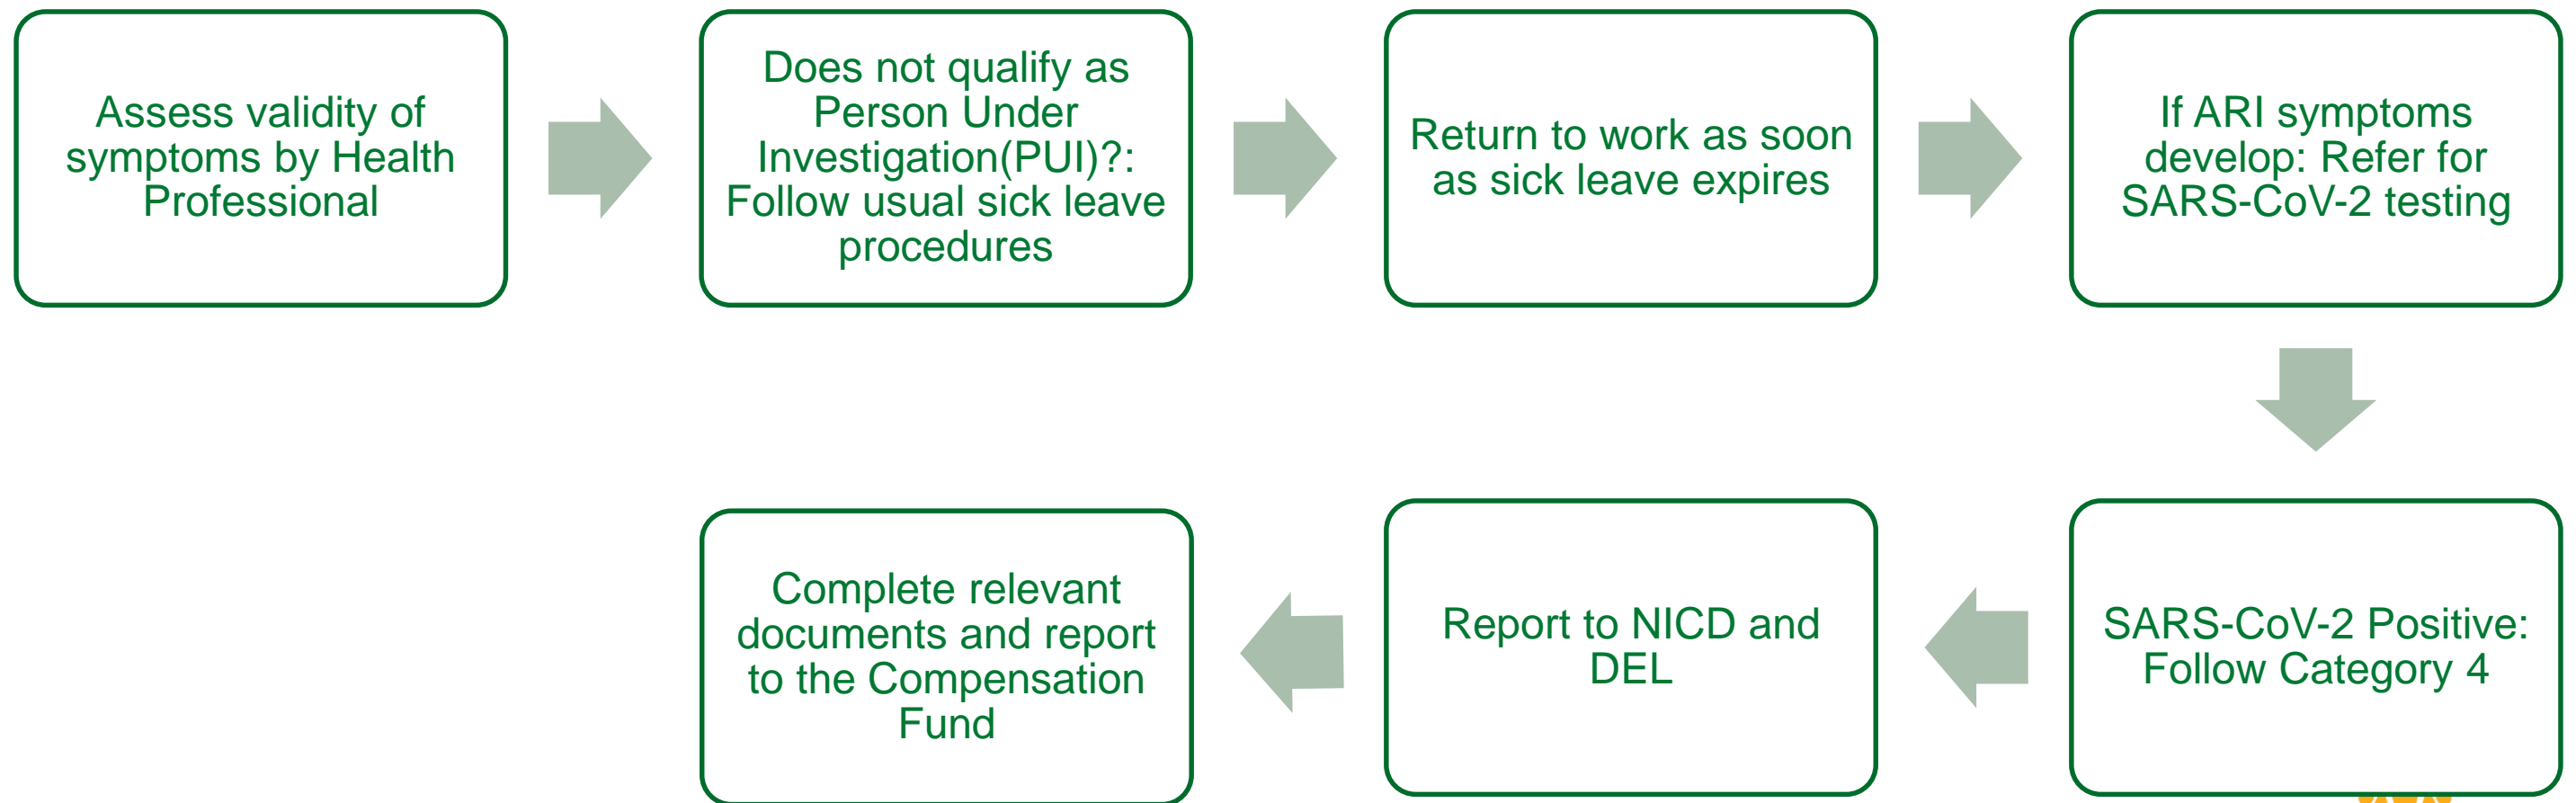 Assess validity of
symptoms by Health
Professional
Does not qualify as
Person Under
Investigation(PUI)?:
Follow usual sick leave
procedures
Return to work as soon
as sick leave expires
If ARI symptoms
develop: Refer for
SARS-CoV-2 testing
SARS-CoV-2 Positive:
Follow Category 4
Report to NICD and
DEL
Complete relevant
documents and report
to the Compensation
Fund